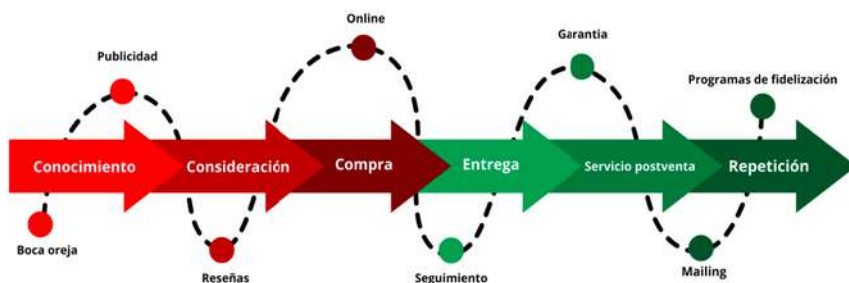 Online
Garantia
Publicidad
Programas de fidelización
Conocimiento
Consideración
Compra
Entrega
Servicio postventa
Repetición
Boca oreja
Reseñas
Seguimiento
Mailing